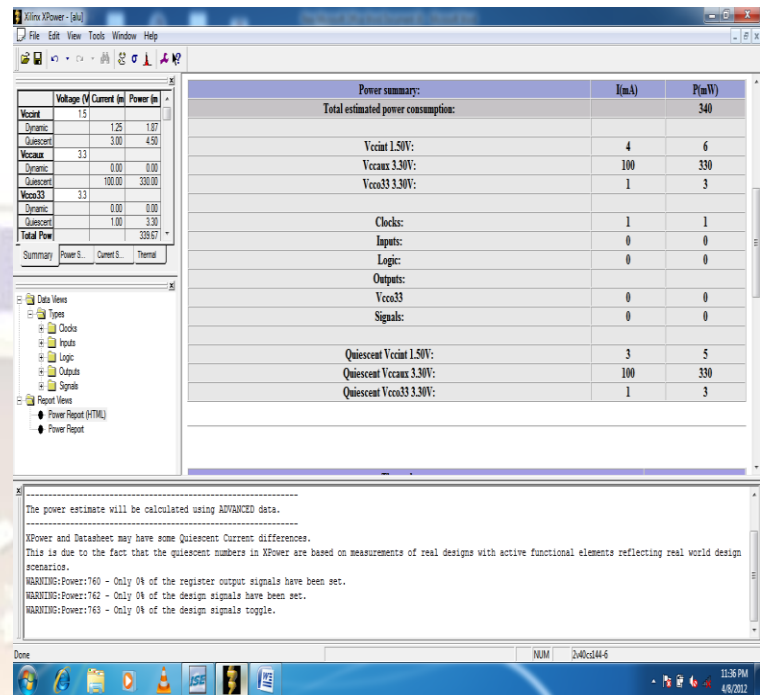 Xilinx XPower - [alu]
File Edit View Tools Window Help
Voltage (V Current (m Power (m
Vccint 1.5
Dynamic 1.25 1.87
Quiescent 3.00 4.50
Vccaux 3.3
Dynamic 0.00 0.00
Quiescent 100.00 330.00
Vcco33 3.3
Dynamic 0.00 0.00
Quiescent 1.00 3.30
Total Pow 339.67
Summary Power S... Current S... Thermal
Data Views
Types
Clocks
Inputs
Logic
Outputs
Signals
Report Views
Power Report (HTML)
Power Report
Power summary: I(mA) P(mW)
Total estimated power consumption: 340
Vccint 1.50V: 4 6
Vccaux 3.30V: 100 330
Vcco33 3.30V: 1 3
Clocks: 1 1
Inputs: 0 0
Logic: 0 0
Outputs:
Vcco33 0 0
Signals: 0 0
Quiescent Vccint 1.50V: 3 5
Quiescent Vccaux 3.30V: 100 330
Quiescent Vcco33 3.30V: 1 3
The power estimate will be calculated using ADVANCED data.
XPower and Datasheet may have some Quiescent Current differences.
This is due to the fact that the quiescent numbers in XPower are based on measurements of real designs with active functional elements reflecting real world design
scenarios.
WARNING:Power:760 - Only 0% of the register output signals have been set.
WARNING:Power:762 - Only 0% of the design signals have been set.
WARNING:Power:763 - Only 0% of the design signals toggle.
Done NUM 2v40cs144-6
ISE
11:36 PM
4/8/2012